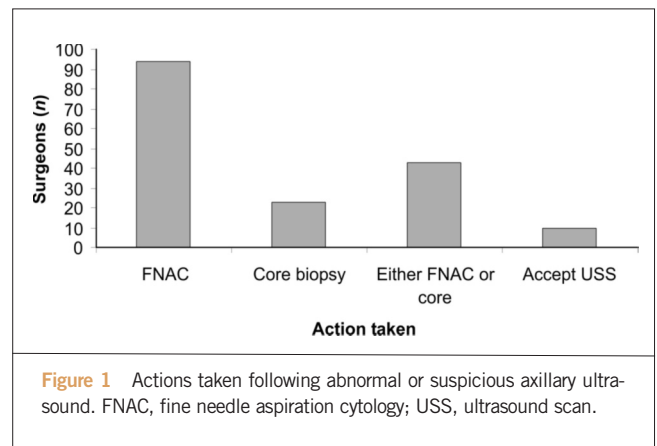 100
90
80
70
60
50
40
30
20
10
0
Surgeons (n)
FNAC
Core biopsy
Either FNAC or
core
Accept USS
Action taken
Figure 1 Actions taken following abnormal or suspicious axillary ultra-
sound. FNAC, fine needle aspiration cytology; USS, ultrasound scan.